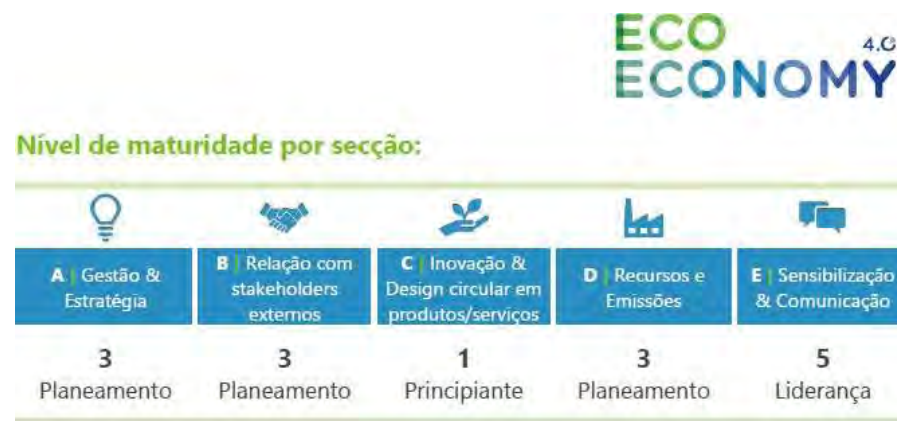 ECO
4.0
ECONOMY
Nível de maturidade por secção:
A | Gestão &
Estratégia
B | Relação com
stakeholders
externos
C | Inovação &
Design circular em
produtos/serviços
D | Recursos e
Emissões
E | Sensibilização
& Comunicação
3
Planeamento
3
Planeamento
1
Principiante
3
Planeamento
5
Liderança